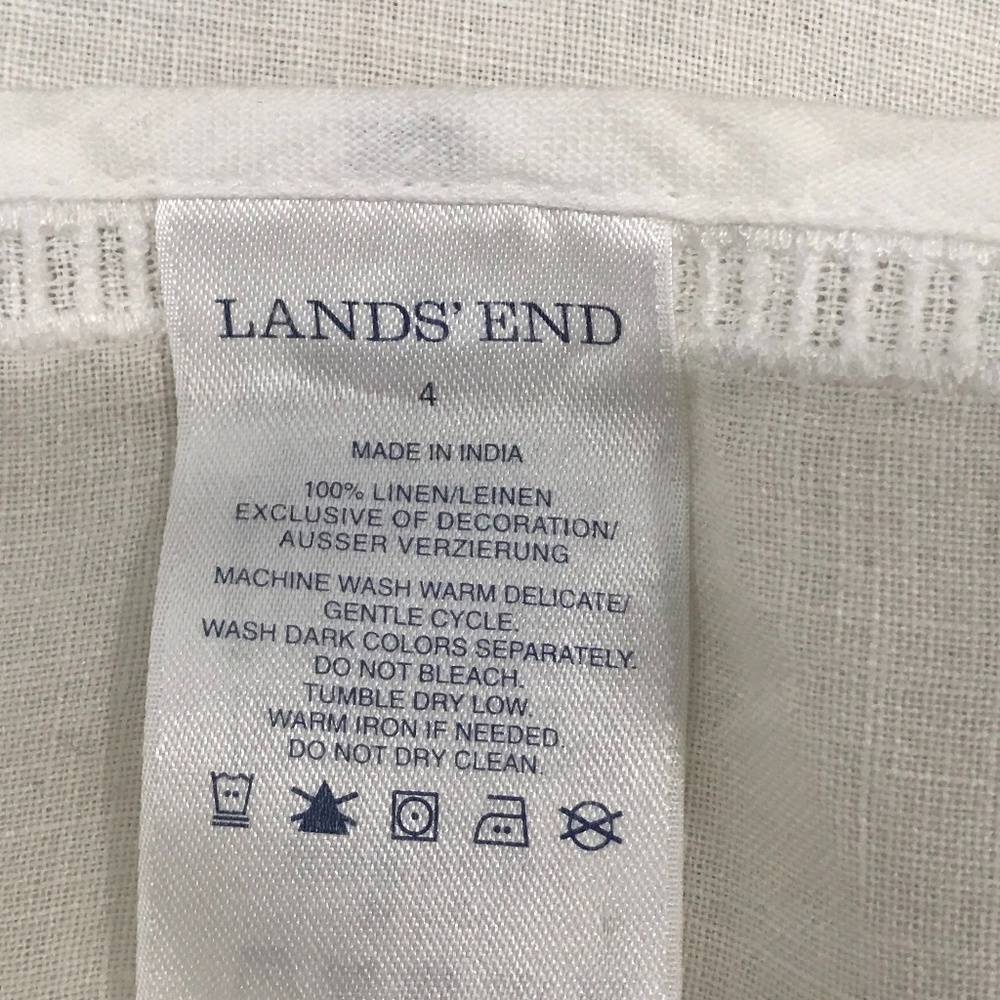 LANDS' END
4
MADE IN INDIA
100% LINEN/LEINEN
EXCLUSIVE OF DECORATION/
AUSSER VERZIERUNG
MACHINE WASH WARM DELICATE/
GENTLE CYCLE.
WASH DARK COLORS SEPARATELY.
DO NOT BLEACH.
TUMBLE DRY LOW.
WARM IRON IF NEEDED.
DO NOT DRY CLEAN.